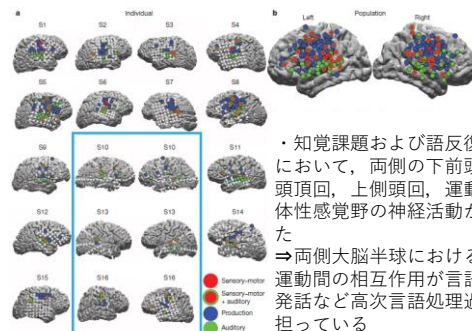 a
Individual
S1
S2
S3
S4
S5
S6
S7
S8
S9
S10
S10
S11
S12
S13
S13
S14
S15
S16
S16
Sensory-motor
Sensory-motor
+ auditory
Production
Auditory
b
Population
Left
Right
・知覚課題および語反復
において，両側の下前頭
頭頂回，上側頭回，運動
体性感覚野の神経活動が
た
⇒両側大脳半球における
運動間の相互作用が言語
発話など高次言語処理過
担っている